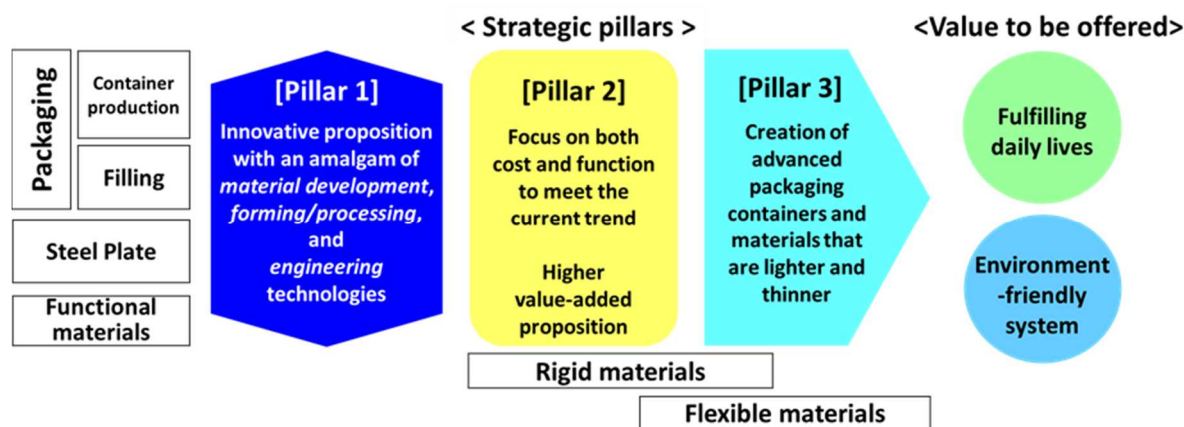 < Strategic pillars >
<Value to be offered>
Packaging
Container
production
Filling
Steel Plate
Functional
materials
[Pillar 1]
Innovative proposition
with an amalgam of
material development,
forming/processing,
and
engineering
technologies
[Pillar 2]
Focus on both
cost and function
to meet the
current trend
Higher
value-added
proposition
[Pillar 3]
Creation of
advanced
packaging
containers and
materials that
are lighter and
thinner
Fulfilling
daily lives
Environment
-friendly
system
Rigid materials
Flexible materials